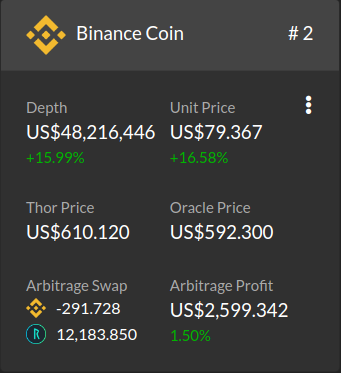 Binance Coin # 2
Depth Unit Price
US$48,216,446 US$79.367
+15.99% +16.58%
Thor Price Oracle Price
US$610.120 US$592.300
Arbitrage Swap Arbitrage Profit
-291.728 US$2,599.342
12,183.850 1.50%